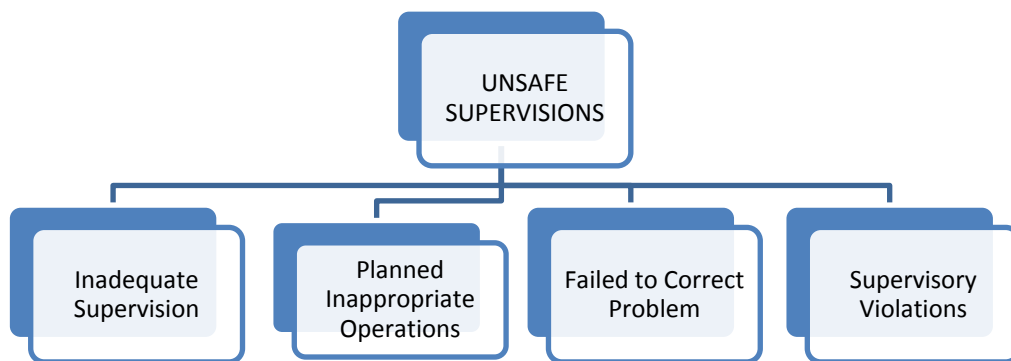 UNSAFE
SUPERVISIONS
Inadequate
Supervision
Planned
Inappropriate
Operations
Failed to Correct
Problem
Supervisory
Violations